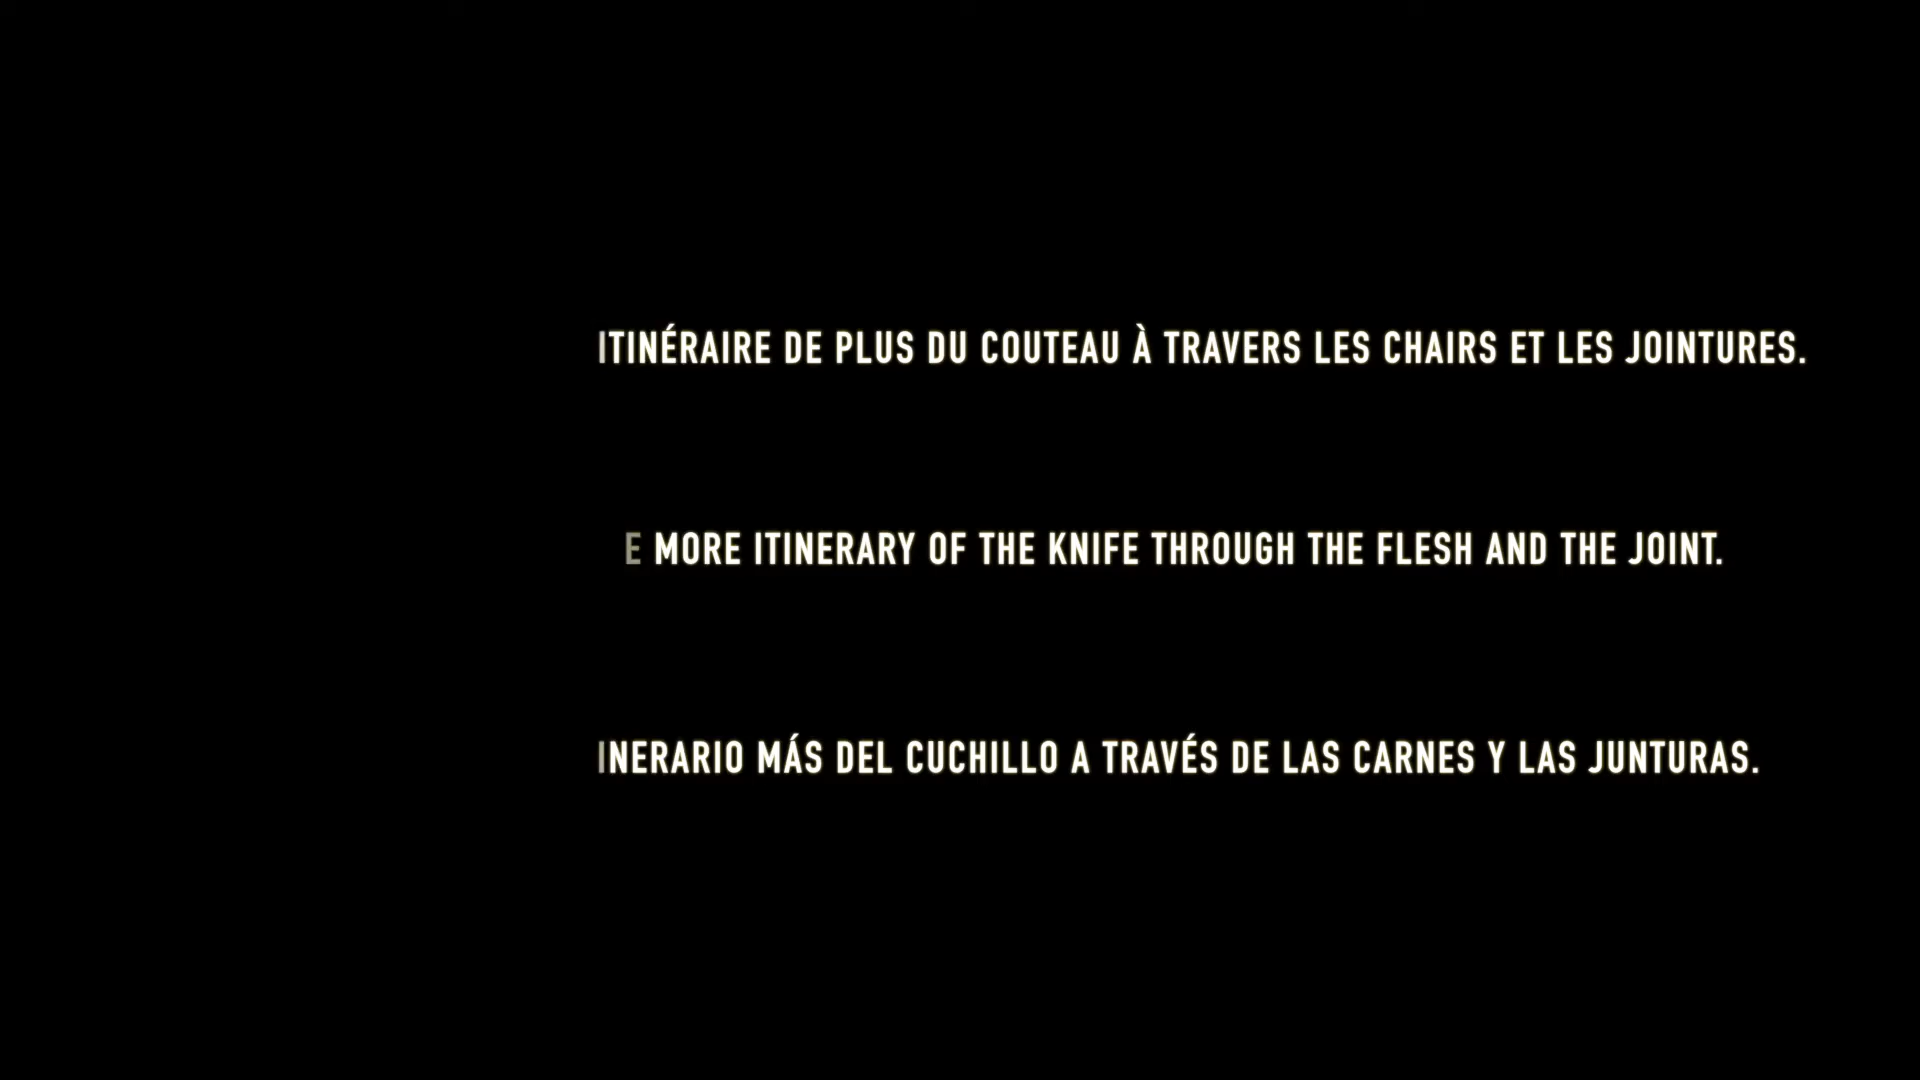 ITINÉRAIRE DE PLUS DU COUTEAU À TRAVERS LES CHAIRS ET LES JOINTURES.
E MORE ITINERARY OF THE KNIFE THROUGH THE FLESH AND THE JOINT.
INERARIO MÁS DEL CUCHILLO A TRAVÉS DE LAS CARNES Y LAS JUNTURAS.